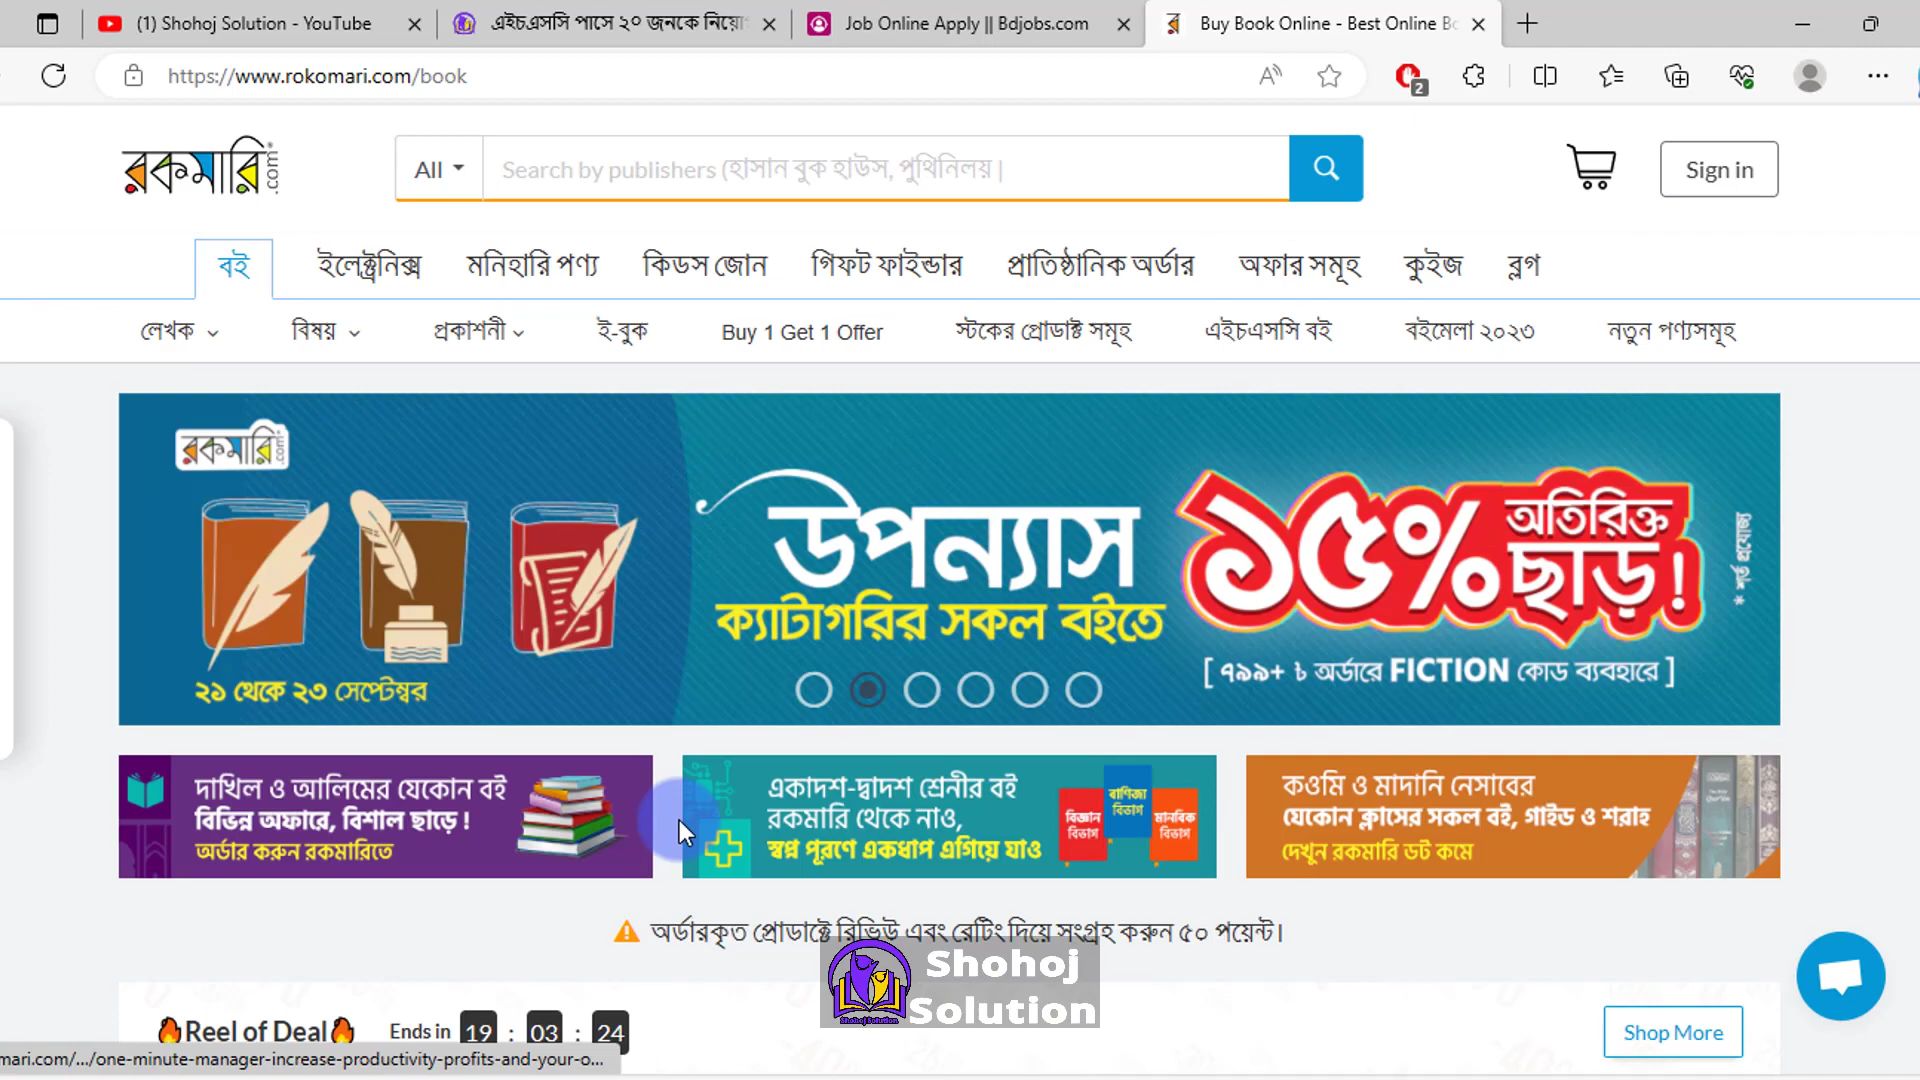 (1) Shohoj Solution - YouTube
এইচএসসি পাসে ২০ জনকে নিয়োগ
Job Online Apply || Bdjobs.com
Buy Book Online - Best Online Bo
https://www.rokomari.com/book
2
রকমারি.com
All
Search by publishers (হাসান বুক হাউস, পুথিনিলয় |
Sign in
বই
ইলেক্ট্রনিক্স
মনিহারি পণ্য
কিডস জোন
গিফট ফাইন্ডার
প্রাতিষ্ঠানিক অর্ডার
অফার সমূহ
কুইজ
ব্লগ
লেখক
বিষয়
প্রকাশনী
ই-বুক
Buy 1 Get 1 Offer
স্টকের প্রোডাক্ট সমূহ
এইচএসসি বই
বইমেলা ২০২৩
নতুন পণ্যসমূহ
রকমারি.com
উপন্যাস
ক্যাটাগরির সকল বইতে
১৫% অতিরিক্ত
ছাড়!
* শর্ত প্রযোজ্য
[ ৭৯৯+ ৳ অর্ডারে FICTION কোড ব্যবহারে ]
২১ থেকে ২৩ সেপ্টেম্বর
দাখিল ও আলিমের যেকোন বই
বিভিন্ন অফারে, বিশাল ছাড়ে !
অর্ডার করুন রকমারিতে
একাদশ-দ্বাদশ শ্রেনীর বই
রকমারি থেকে নাও,
স্বপ্ন পূরণে একধাপ এগিয়ে যাও
বিজ্ঞান
বিভাগ
বাণিজ্য
বিভাগ
মানবিক
বিভাগ
কওমি ও মাদানি নেসাবের
যেকোন ক্লাসের সকল বই, গাইড ও শরাহ
দেখুন রকমারি ডট কমে
অর্ডারকৃত প্রোডাক্টে রিভিউ এবং রেটিং দিয়ে সংগ্রহ করুন ৫০ পয়েন্ট।
Shohoj
Solution
Shohoj Solution
Reel of Deal
Ends in 19 : 03 : 24
Shop More
mari.com/.../one-minute-manager-increase-productivity-profits-and-your-o...